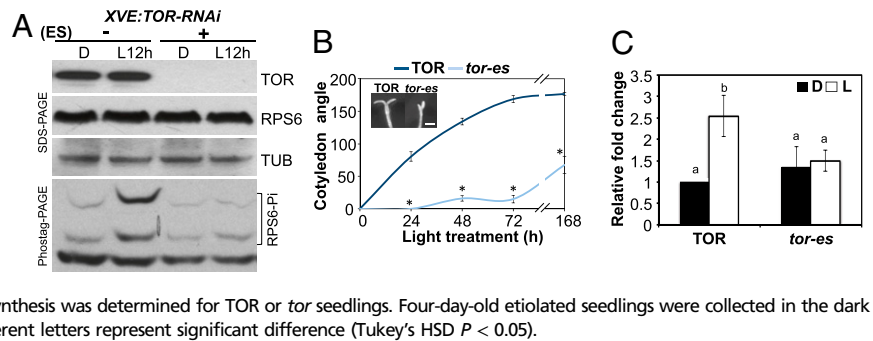 A
XVE:TOR-RNAi
(ES) - +
D L12h D L12h
TOR
RPS6
TUB
SDS-PAGE
Phostag-PAGE
RPS6-Pi
B
TOR tor-es
Cotyledon angle
200
150
100
50
0
TOR tor-es
* * * *
0 24 48 72 168
Light treatment (h)
C
Relative fold change
3.5
3
2.5
2
1.5
1
0.5
0
D L
a b a a
TOR tor-es
ynthesis was determined for TOR or tor seedlings. Four-day-old etiolated seedlings were collected in the dark
erent letters represent significant difference (Tukey's HSD P < 0.05).